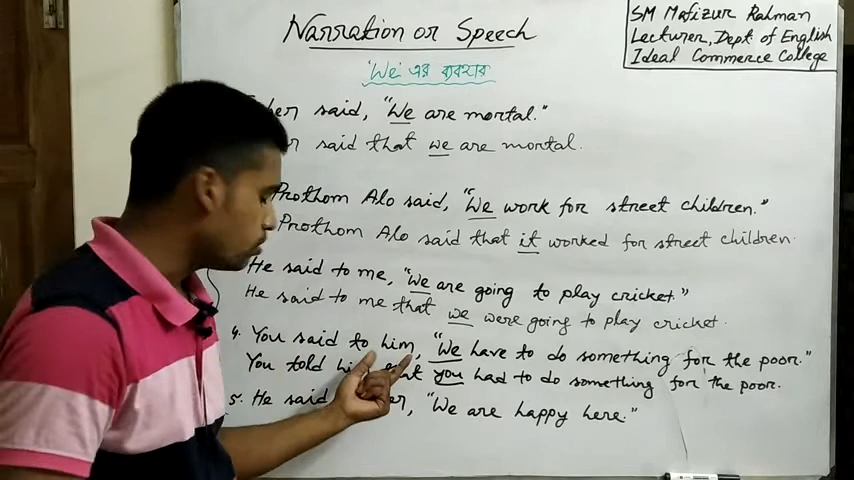 Narration or Speech
SM Mafizur Rahman
Lecturer, Dept of English
Ideal Commerce College
'We' এর ব্যবহার
said, "We are mortal."
said that we are mortal.
Prothom Alo said, "We work for street children."
Prothom Alo said that it worked for street children.
He said to me, "We are going to play cricket."
He said to me that we were going to play cricket.
4. You said to him, "We have to do something for the poor."
You told you had to do something for the poor.
5. He said "We are happy here."